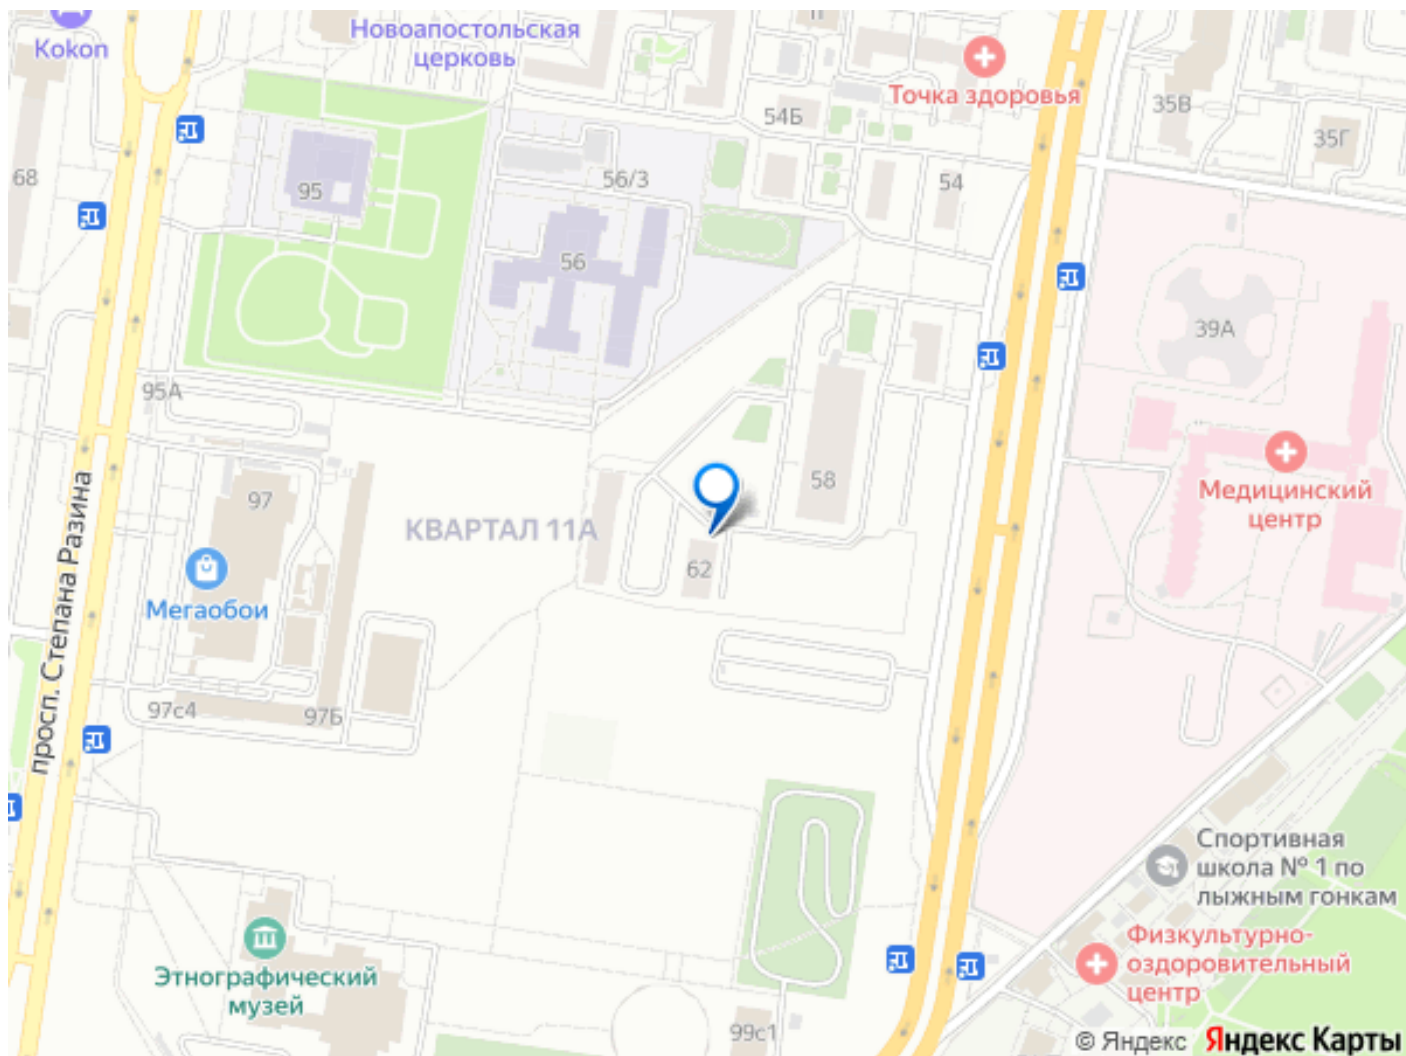 Kokon
Новоапостольская
церковь
Точка здоровья
54Б
35В
35Г
68
95
56/3
54
56
39А
95А
58
97
КВАРТАЛ 11А
Медицинский
центр
62
Мегаобои
просп. Степана Разина
97с4
97Б
Спортивная
школа № 1 по
лыжным гонкам
Физкультурно-
оздоровительный
центр
Этнографический
музей
99с1
© Яндекс Яндекс Карты